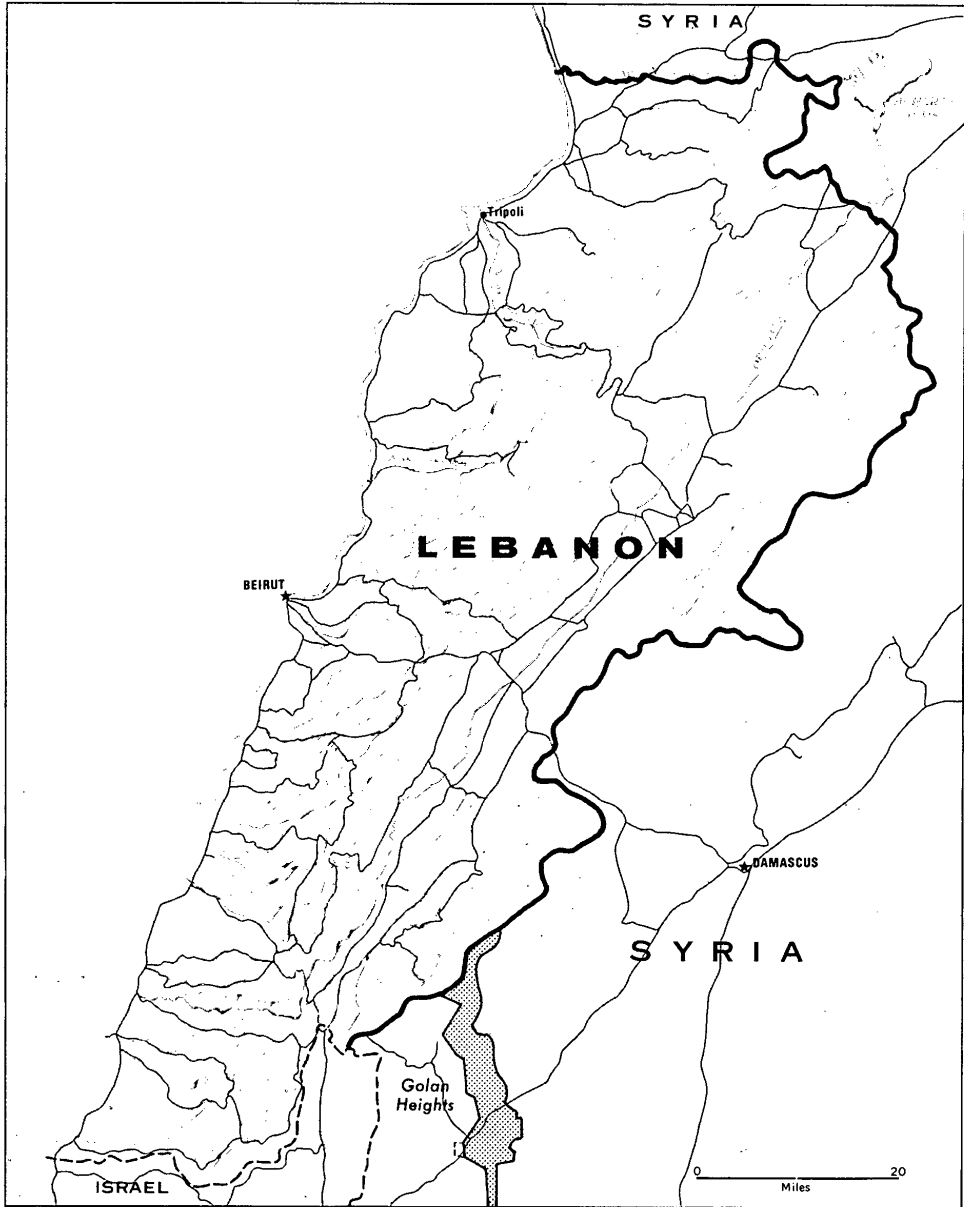 SYRIA
Tripoli
LEBANON
BEIRUT
DAMASCUS
SYRIA
Golan
Heights
ISRAEL
0 20
Miles